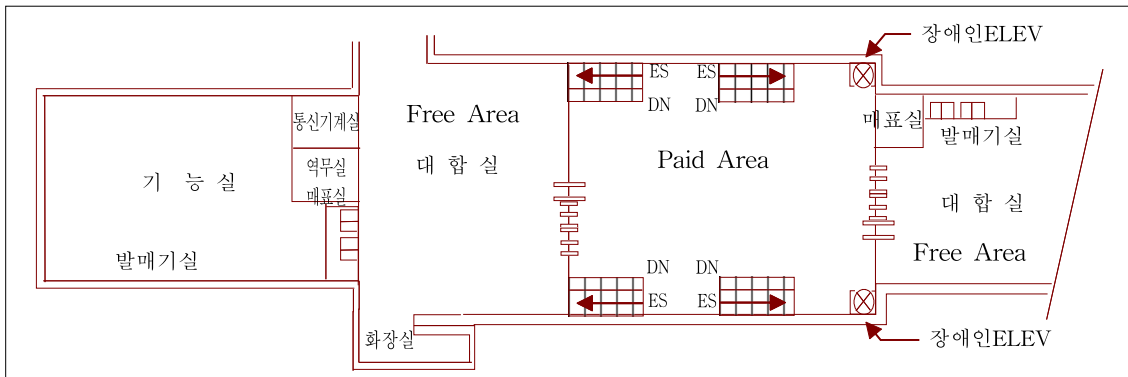 장애인ELEV
ES ES
DN DN
Free Area
대 합 실
Paid Area
통신기계실
역무실
매표실
기 능 실
발매기실
매표실
발매기실
대 합 실
Free Area
DN DN
ES ES
화장실
장애인ELEV